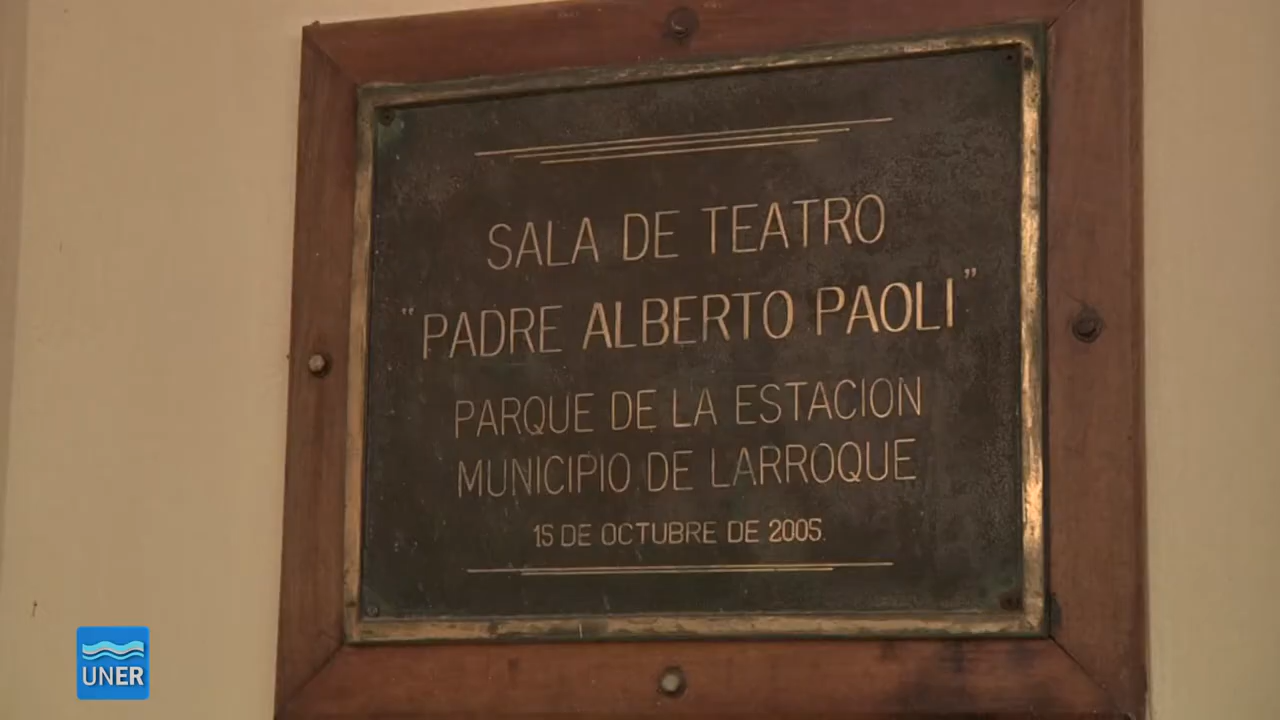 SALA DE TEATRO
"PADRE ALBERTO PAOLI"
PARQUE DE LA ESTACION
MUNICIPIO DE LARROQUE
15 DE OCTUBRE DE 2005.
UNER